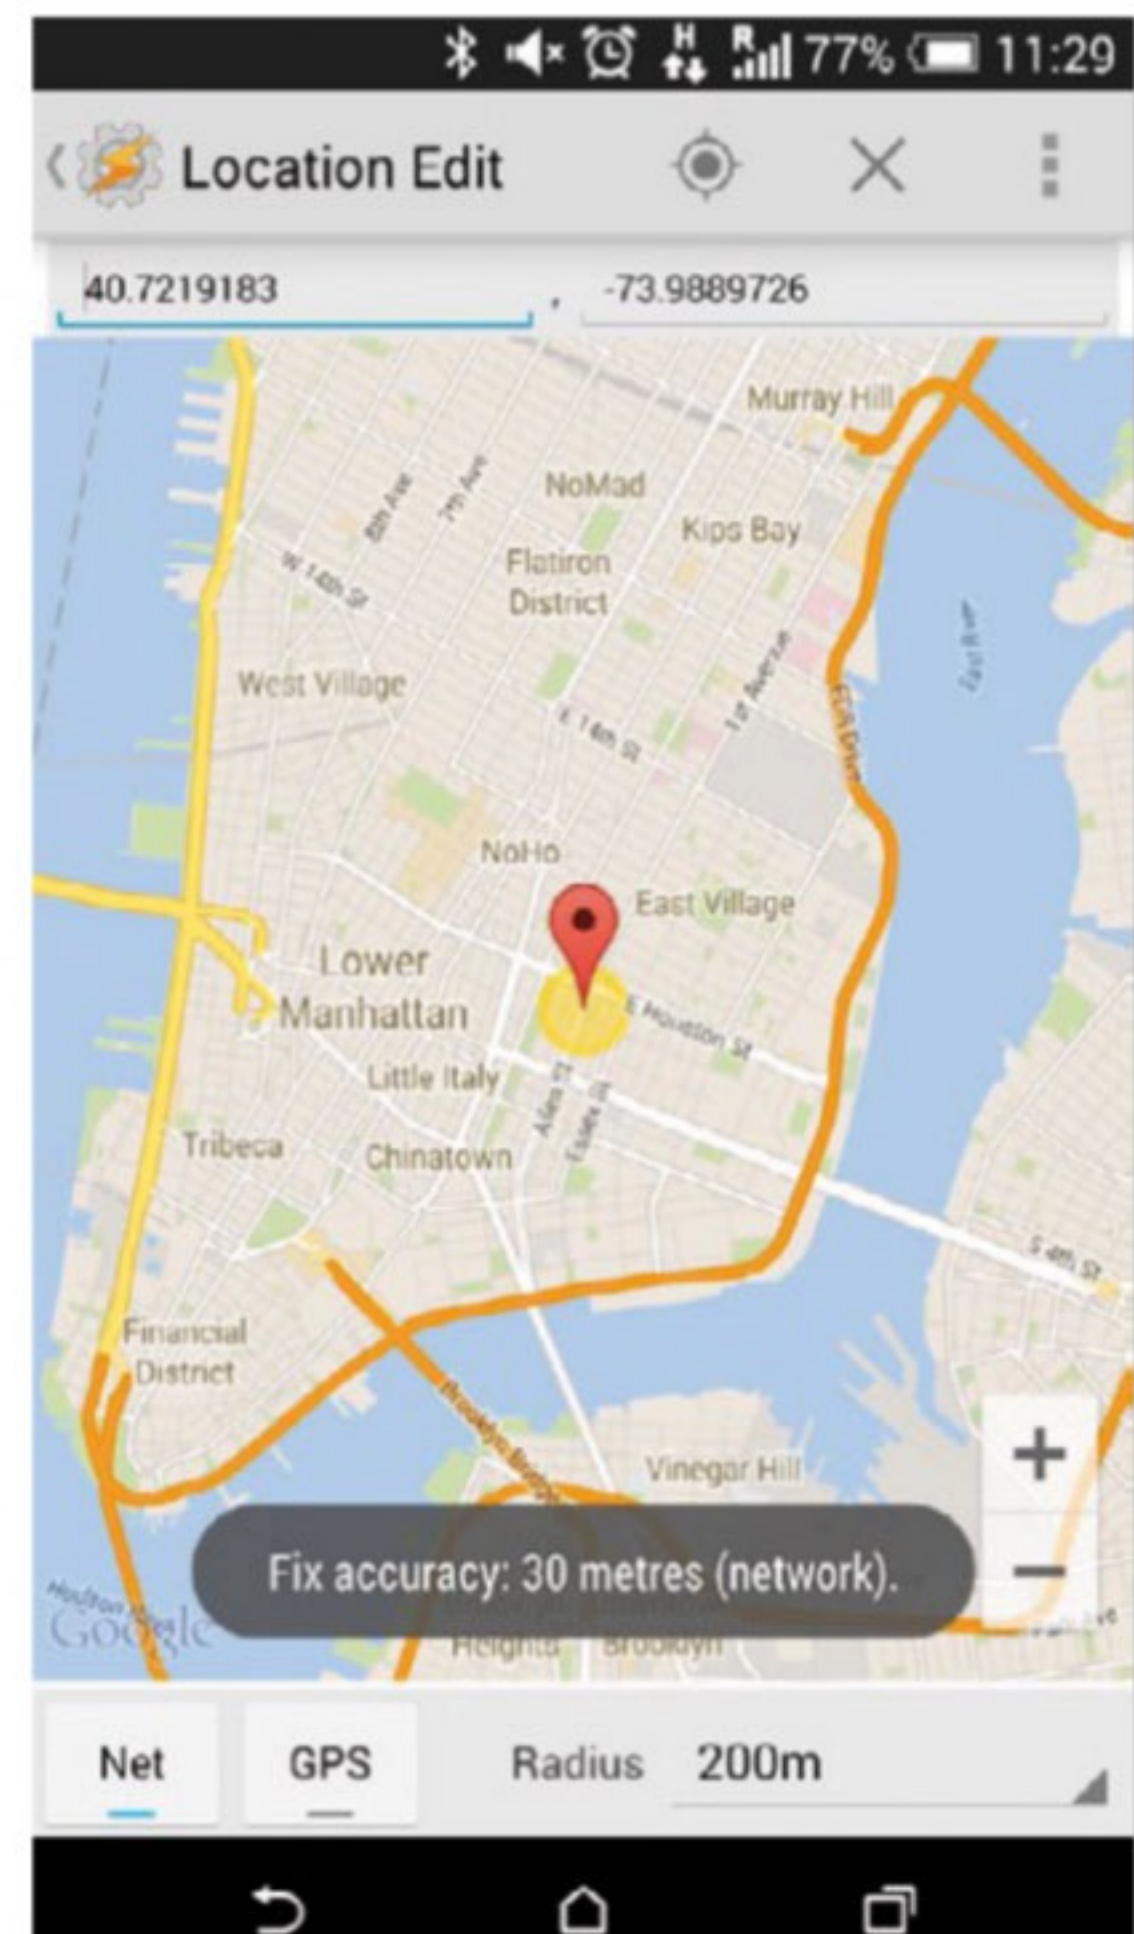 H R 77% 11:29
Location Edit
40.7219183 , -73.9889726
Murray Hill
NoMad
8th Ave
7th Ave
Kips Bay
Flatiron
District
W 14th St
East River
1st Avenue
West Village
FDR Drive
E 14th St
NoHo
East Village
Lower
Manhattan
E Houston St
Little Italy
Allen St
Essex St
Tribeca
Chinatown
S 4th St
Financial
District
Brooklyn Bridge
Vinegar Hill
+
Fix accuracy: 30 metres (network).
−
Google
Heights Brooklyn
Net GPS Radius 200m